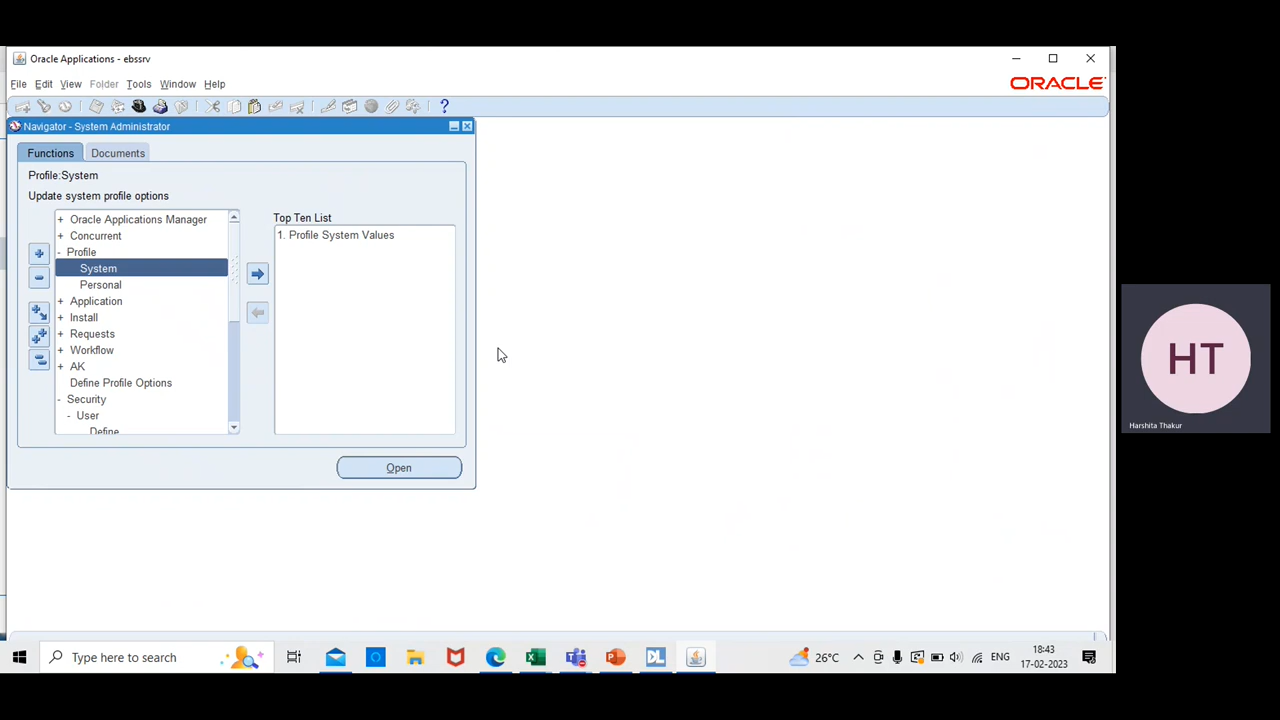 Oracle Applications - ebssrv
File Edit View Folder Tools Window Help
ORACLE
Navigator - System Administrator
Functions Documents
Profile:System
Update system profile options
+ Oracle Applications Manager
+ Concurrent
- Profile
System
Personal
+ Application
+ Install
+ Requests
+ Workflow
+ AK
Define Profile Options
- Security
- User
Define
Top Ten List
1. Profile System Values
Open
HT
Harshita Thakur
Type here to search
26°C
ENG
18:43
17-02-2023